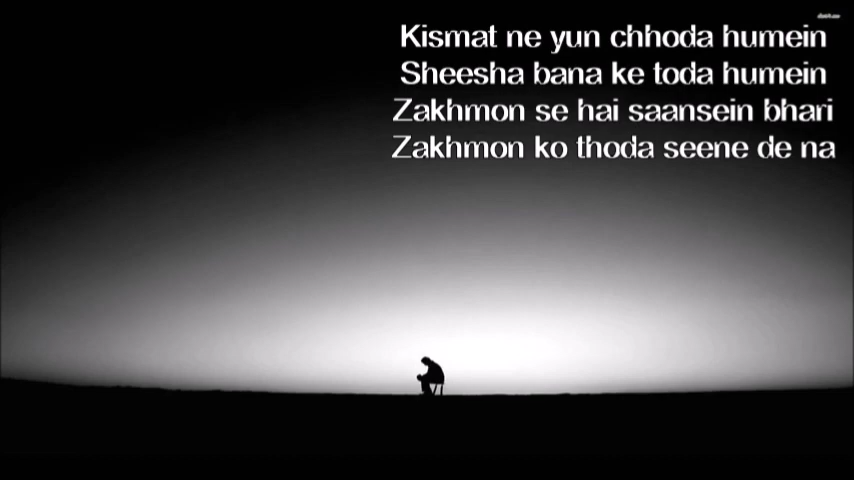 Kismat ne yun chhoda humein
Sheesha bana ke toda humein
Zakhmon se hai saansein bhari
Zakhmon ko thoda seene de na